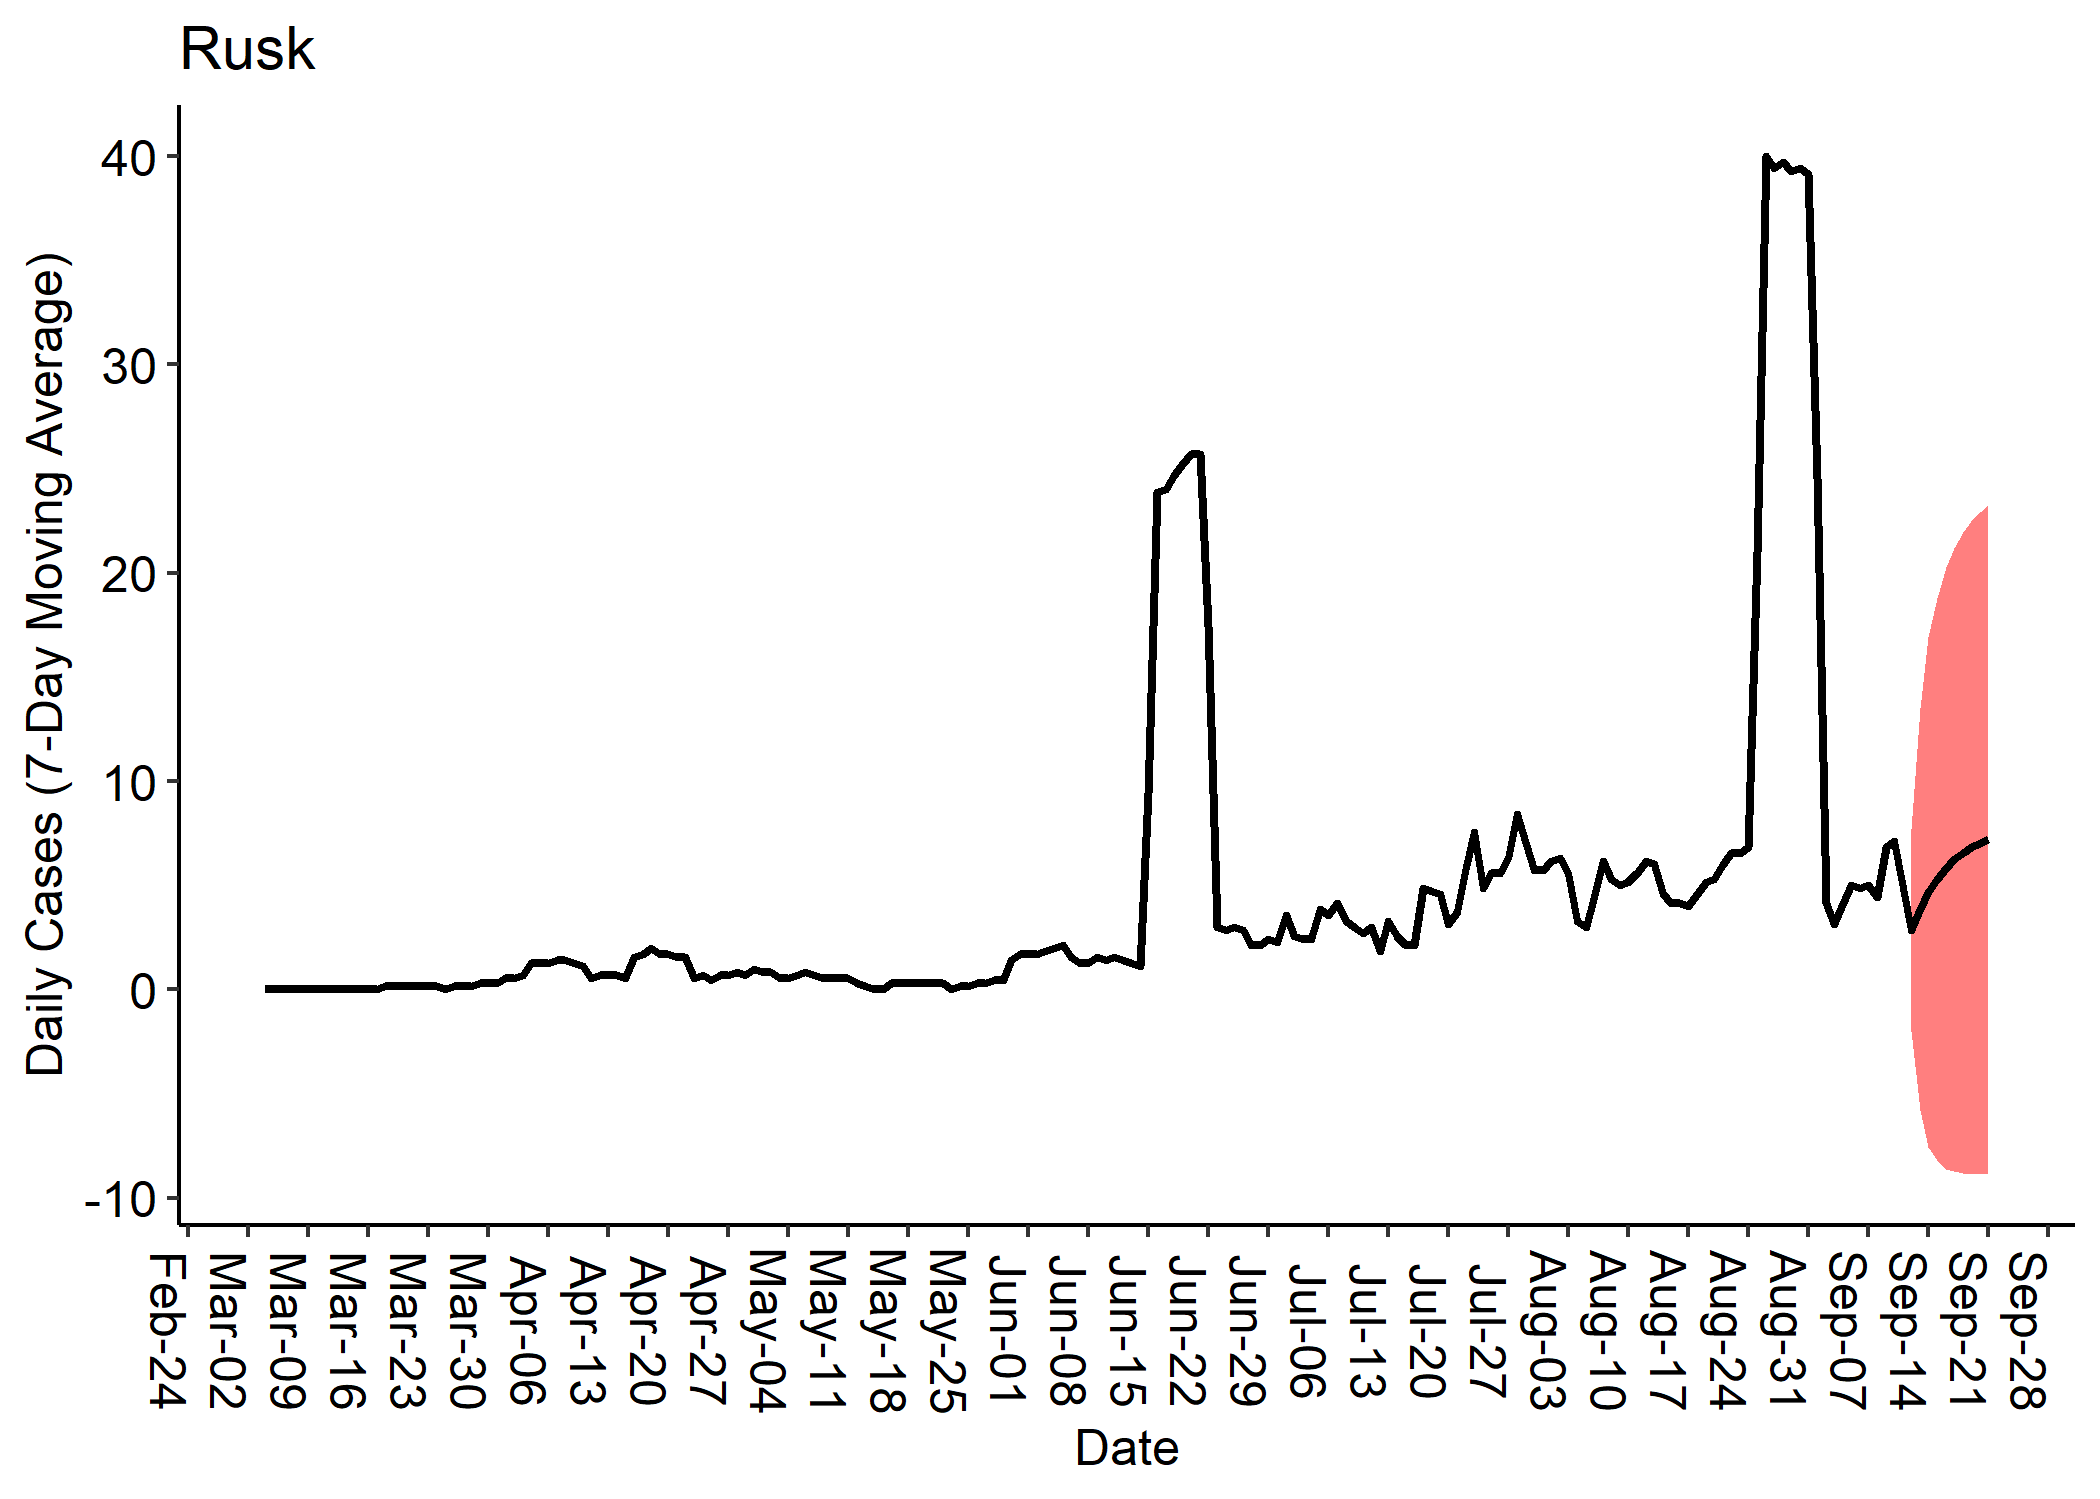 Rusk
Daily Cases (7-Day Moving Average)
40
30
20
10
0
-10
Feb-24
Mar-02
Mar-09
Mar-16
Mar-23
Mar-30
Apr-06
Apr-13
Apr-20
Apr-27
May-04
May-11
May-18
May-25
Jun-01
Jun-08
Jun-15
Jun-22
Jun-29
Jul-06
Jul-13
Jul-20
Jul-27
Aug-03
Aug-10
Aug-17
Aug-24
Aug-31
Sep-07
Sep-14
Sep-21
Sep-28
Date